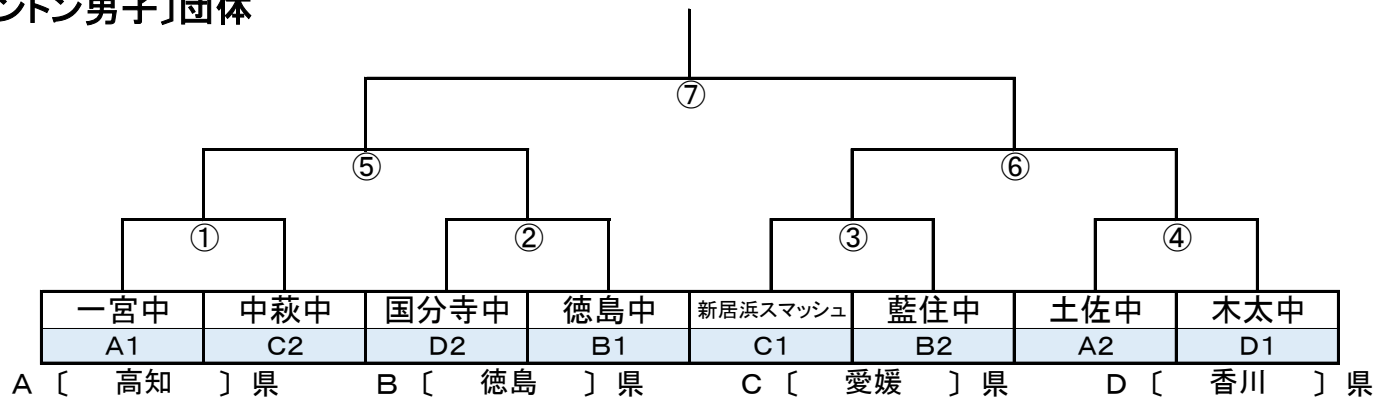 ントン男子〕団体
⑦
⑤ ⑥
① ② ③ ④
一宮中 中萩中 国分寺中 徳島中 新居浜スマッシュ 藍住中 土佐中 木太中
A1 C2 D2 B1 C1 B2 A2 D1
A 〔 高知 〕県 B 〔 徳島 〕県 C 〔 愛媛 〕県 D 〔 香川 〕県